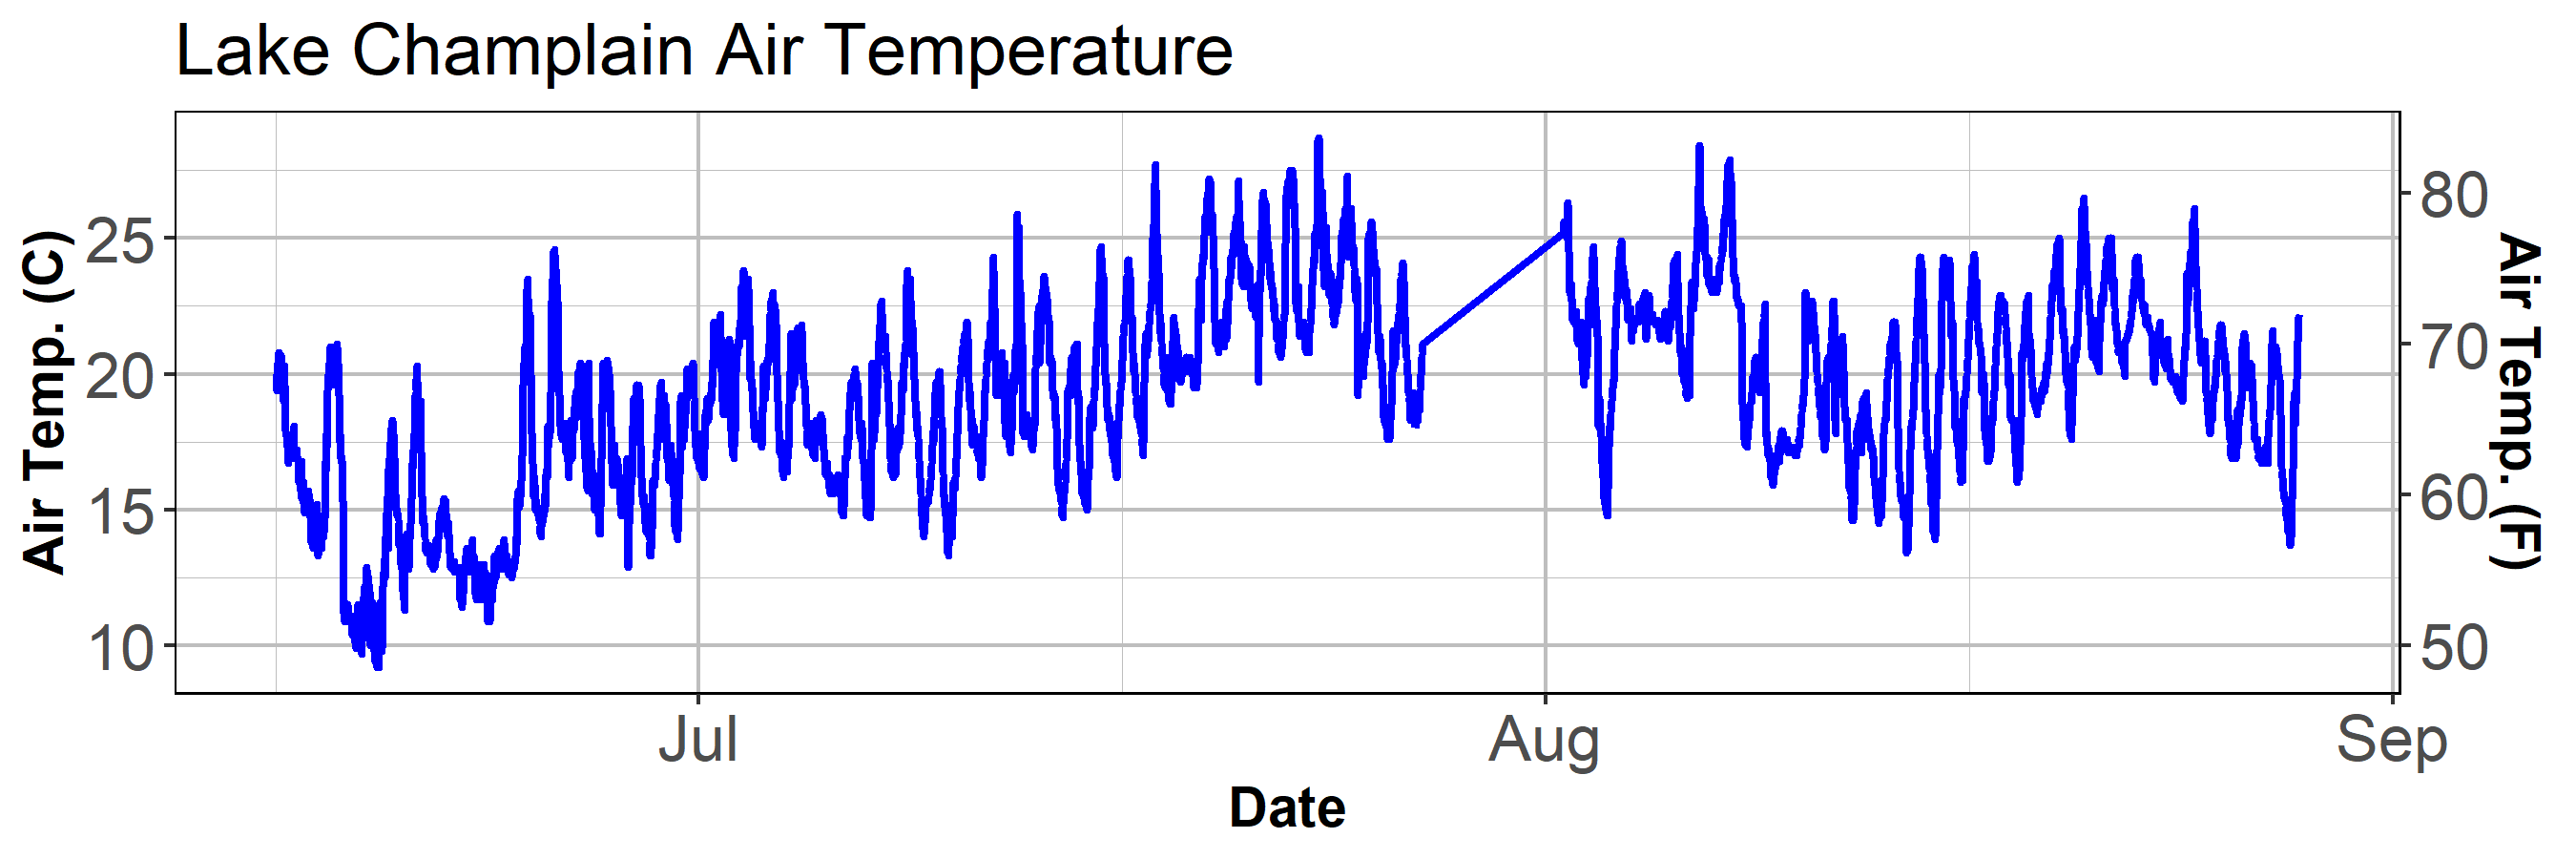 Lake Champlain Air Temperature
Air Temp. (C)
25
20
15
10
80
70
60
50
Air Temp. (F)
Jul
Aug
Sep
Date